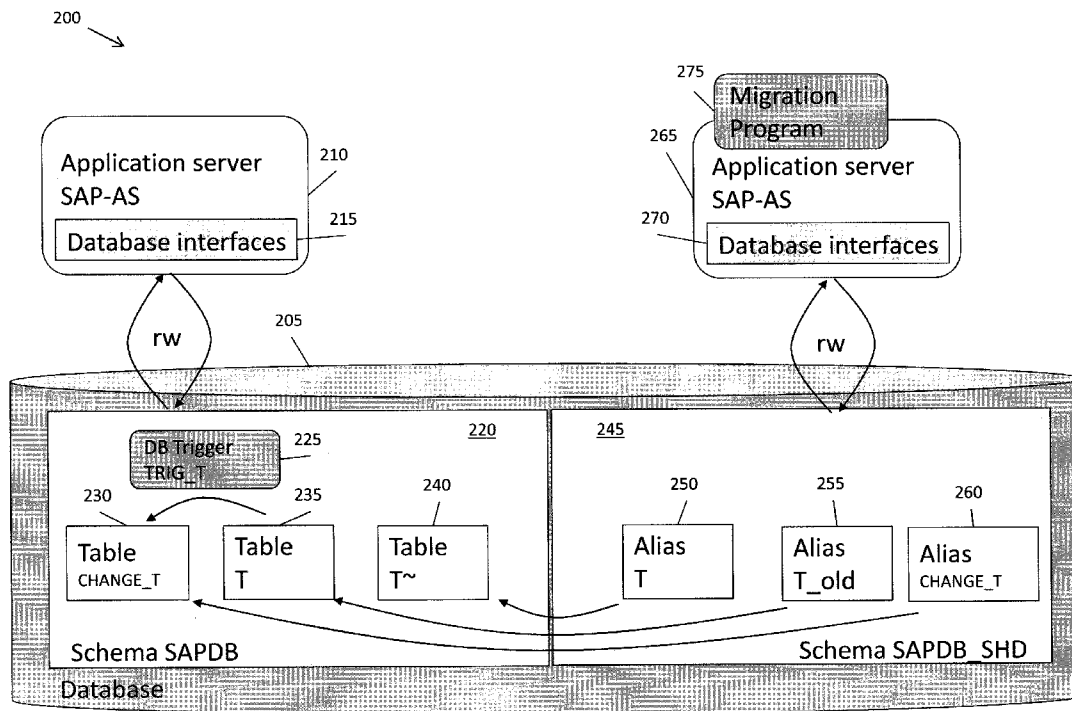 200
275
Migration
Program
265
Application server
SAP-AS
210
215
Database interfaces
Application server
SAP-AS
270
Database interfaces
rw
205
rw
DB Trigger
TRIG_T
225
220
245
230
235
240
250
255
260
Table
CHANGE_T
Table
T
Table
T~
Alias
T
Alias
T_old
Alias
CHANGE_T
Schema SAPDB
Schema SAPDB_SHD
Database